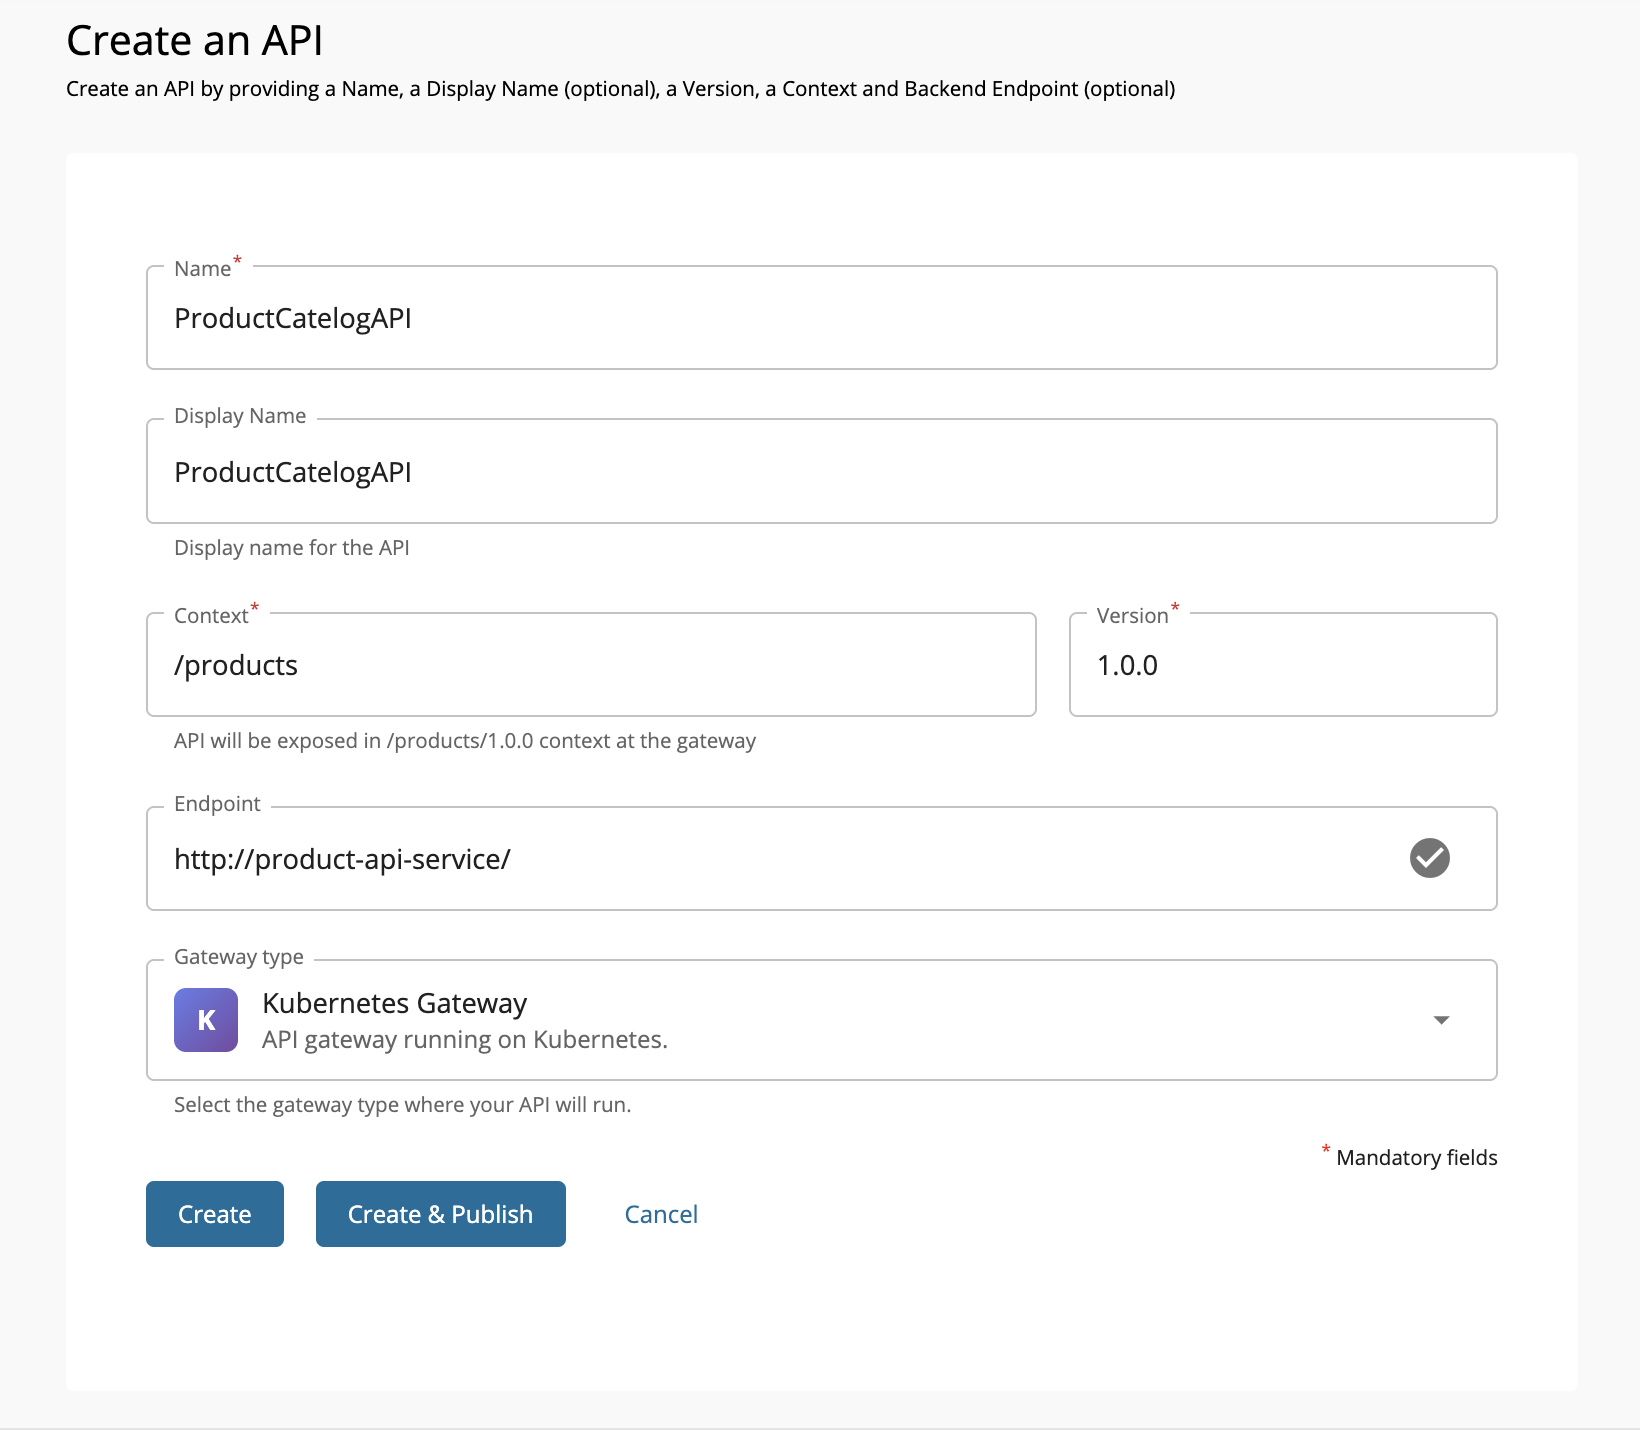 Create an API
Create an API by providing a Name, a Display Name (optional), a Version, a Context and Backend Endpoint (optional)
Name*
ProductCatelogAPI
Display Name
ProductCatelogAPI
Display name for the API
Context*
/products
Version*
1.0.0
API will be exposed in /products/1.0.0 context at the gateway
Endpoint
http://product-api-service/
Gateway type
K
Kubernetes Gateway
API gateway running on Kubernetes.
Select the gateway type where your API will run.
* Mandatory fields
Create
Create & Publish
Cancel